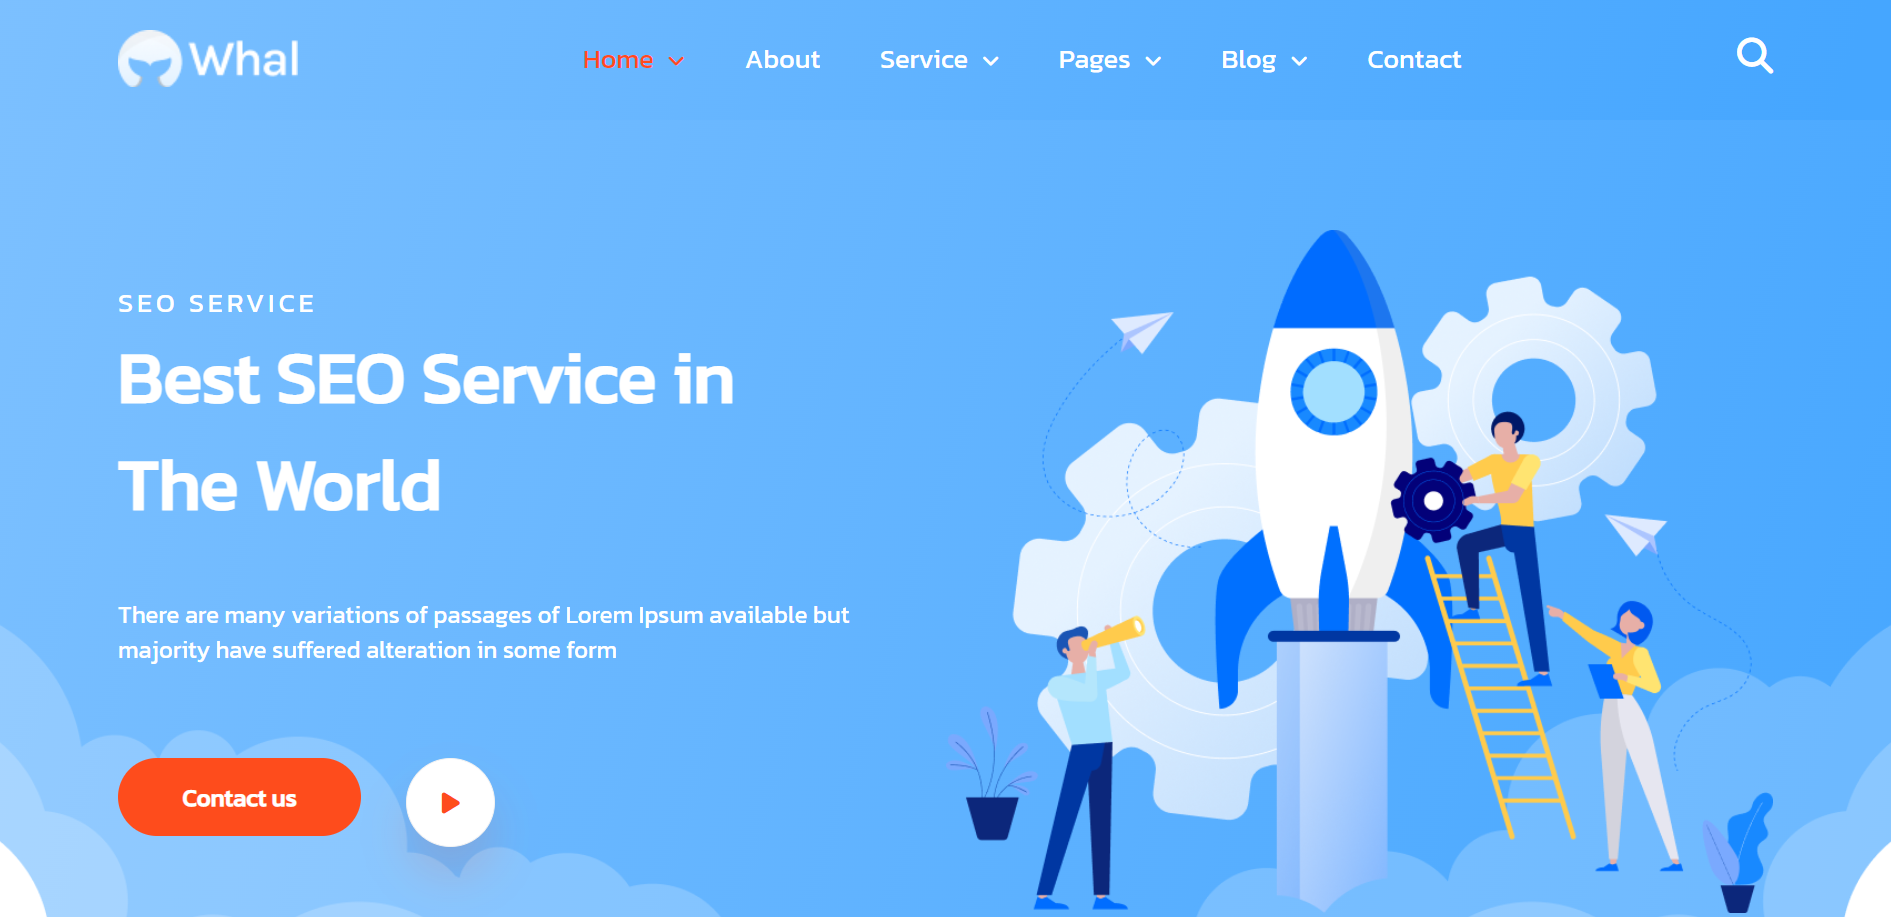 Whal
Home About Service Pages Blog Contact
SEO SERVICE
Best SEO Service in
The World
There are many variations of passages of Lorem Ipsum available but
majority have suffered alteration in some form
Contact us